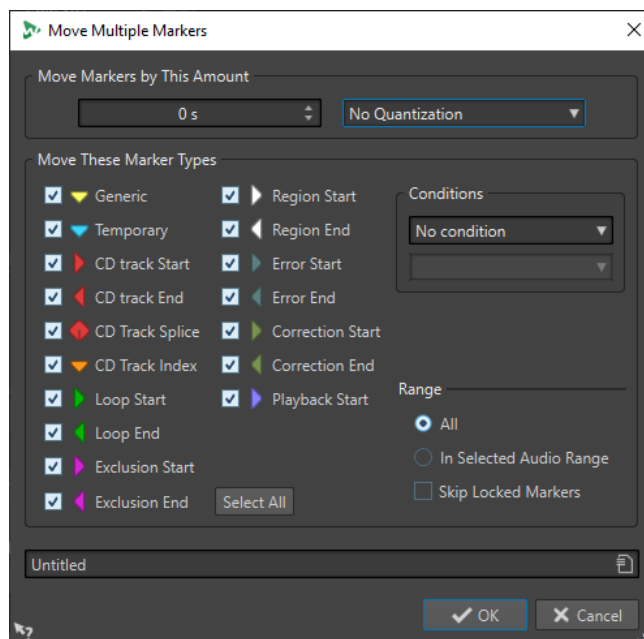 Move Multiple Markers
Move Markers by This Amount
0 s
No Quantization
Move These Marker Types
Generic
Temporary
CD track Start
CD track End
CD Track Splice
CD Track Index
Loop Start
Loop End
Exclusion Start
Exclusion End
Region Start
Region End
Error Start
Error End
Correction Start
Correction End
Playback Start
Select All
Conditions
No condition
Range
All
In Selected Audio Range
Skip Locked Markers
Untitled
OK
Cancel